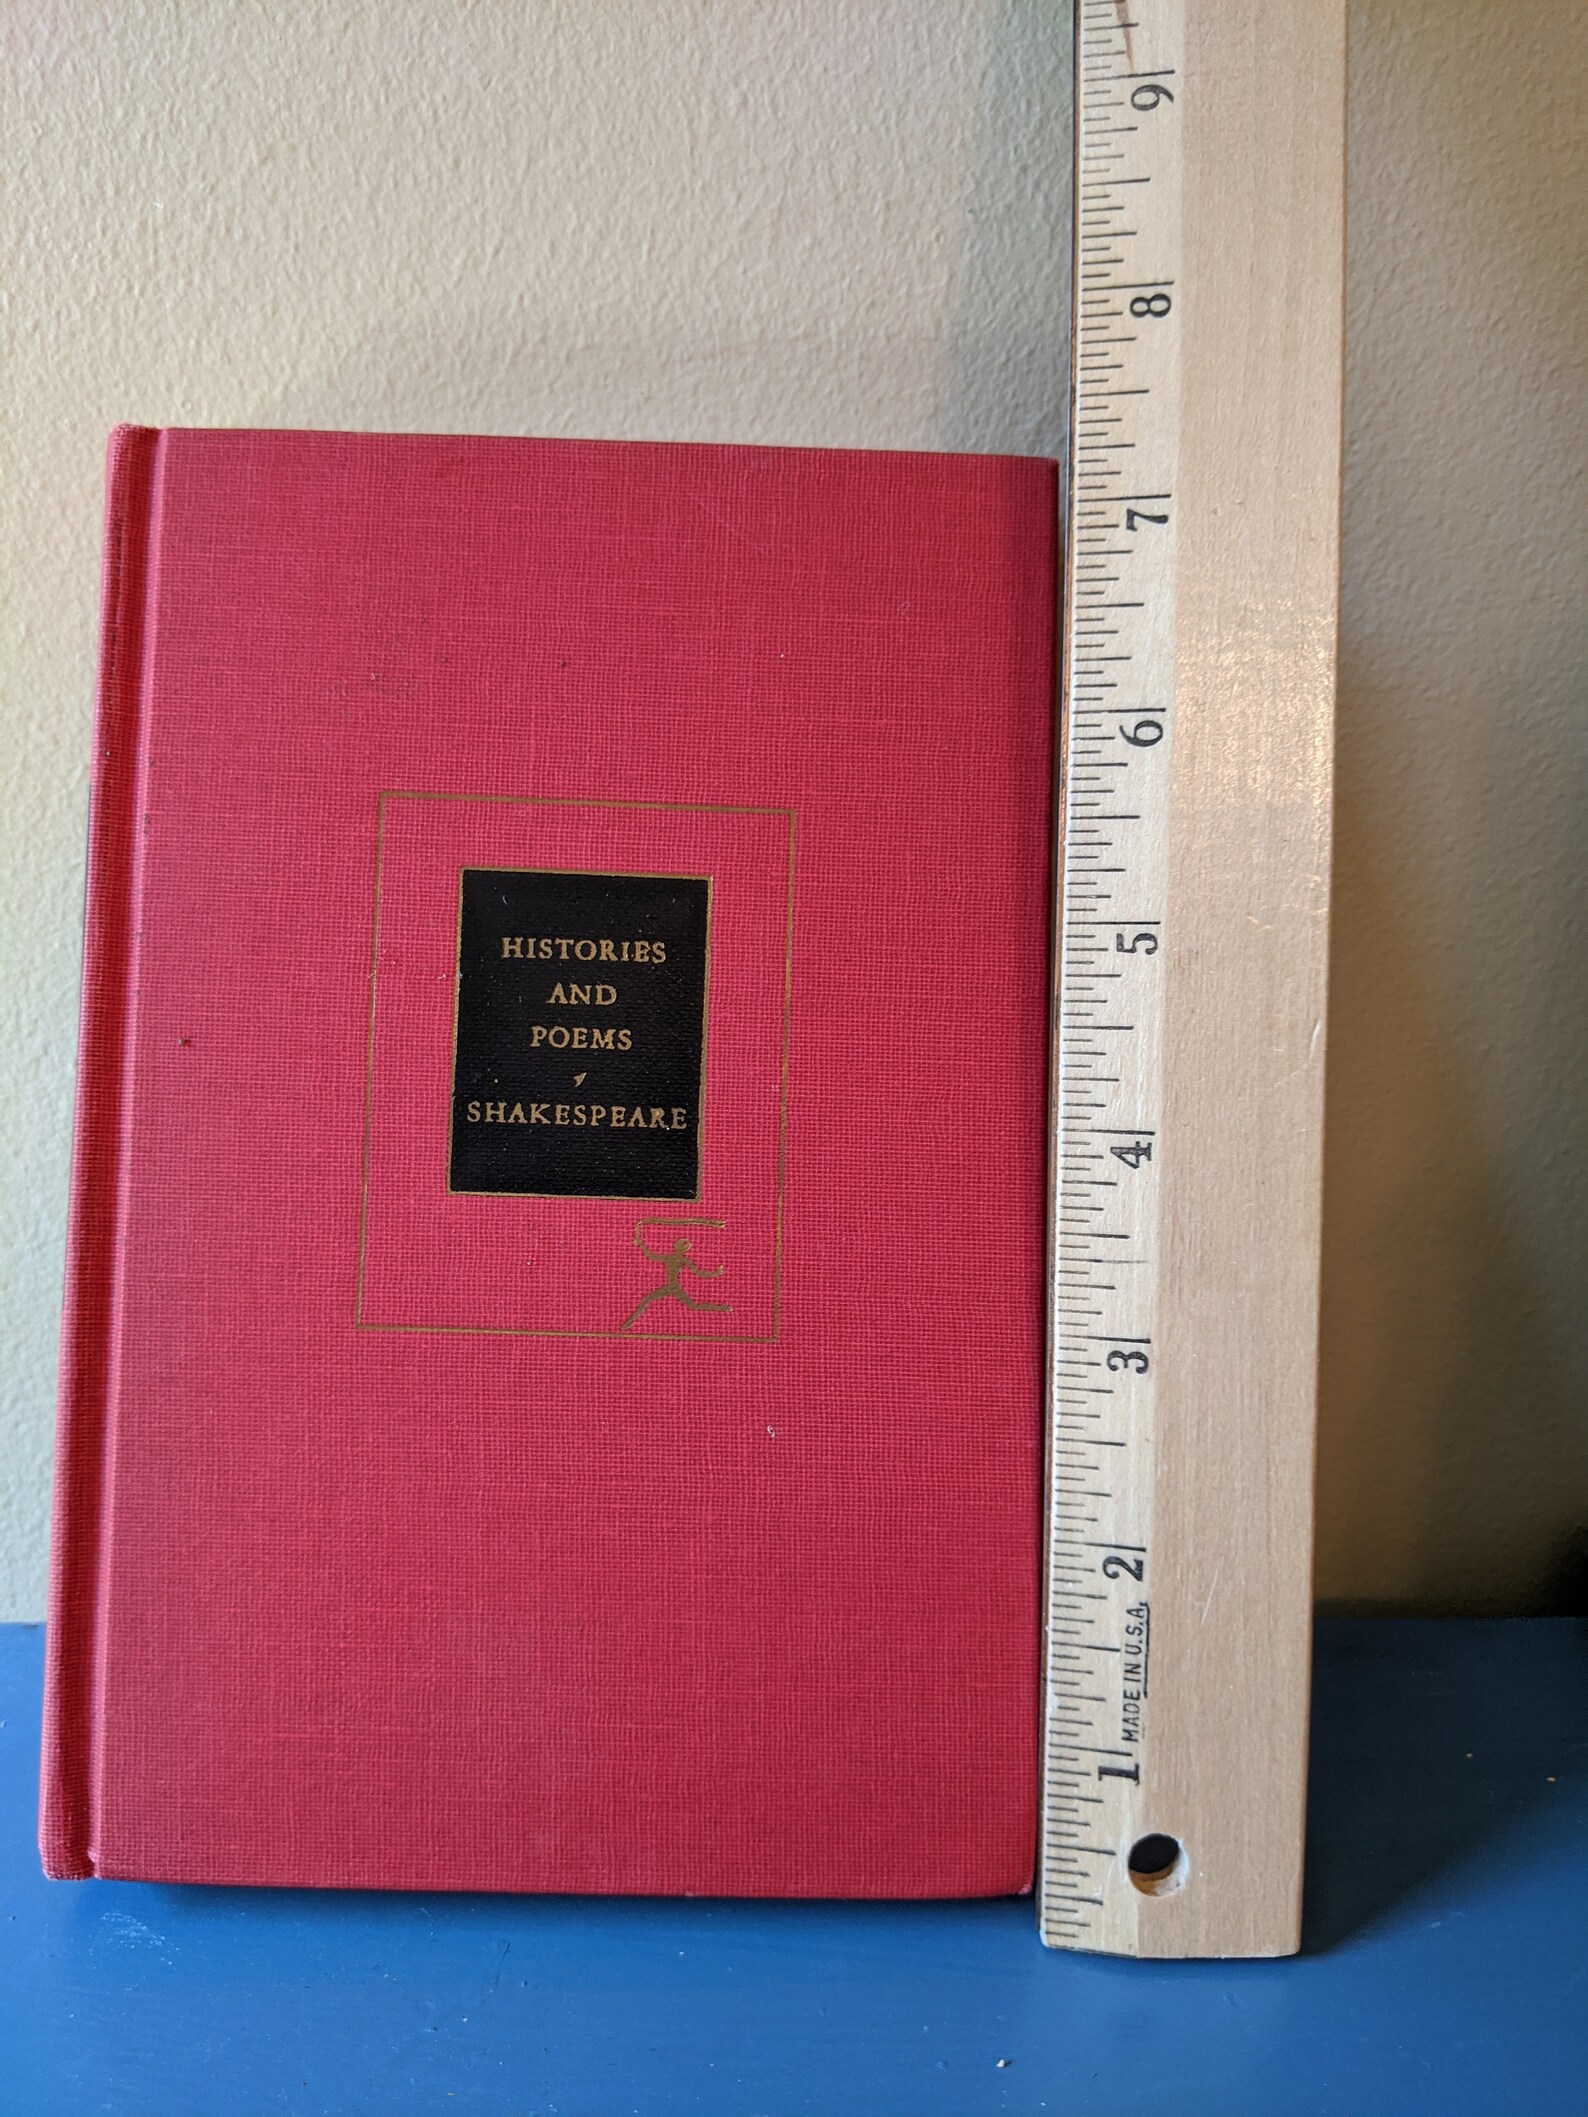 HISTORIES
AND
POEMS
SHAKESPEARE
9
8
7
6
5
4
3
2
MADE IN U.S.A.
1